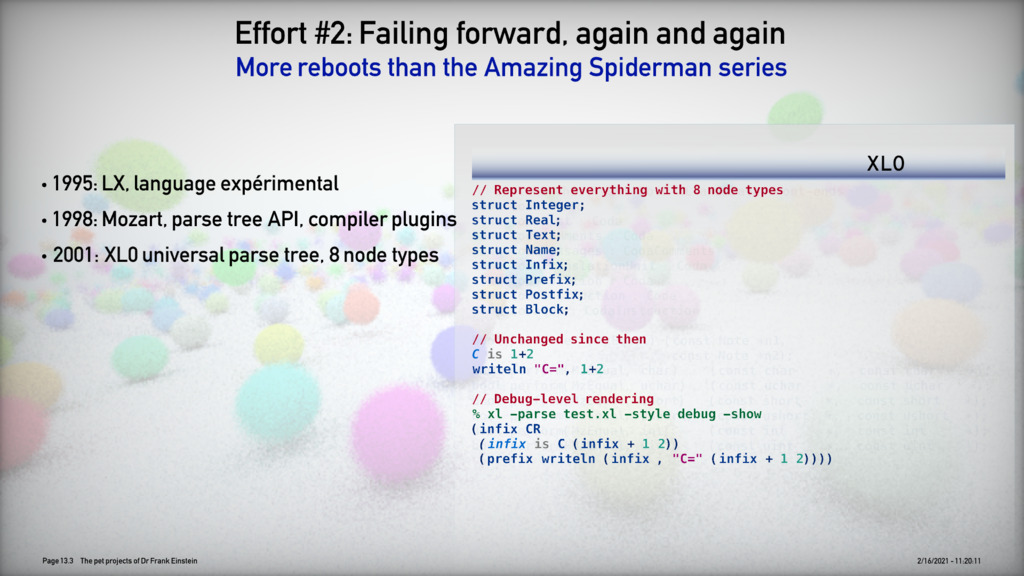 Effort #2: Failing forward, again and again
More reboots than the Amazing Spiderman series
• 1995: LX, language expérimental
• 1998: Mozart, parse tree API, compiler plugins
• 2001: XL0 universal parse tree, 8 node types
XL0
// Represent everything with 8 node types
struct Integer;
struct Real;
struct Text;
struct Name;
struct Infix;
struct Prefix;
struct Postfix;
struct Block;
// Unchanged since then
C is 1+2
writeln "C=", 1+2
// Debug-level rendering
% xl -parse test.xl -style debug -show
(infix CR
(infix is C (infix + 1 2))
(prefix writeln (infix , "C=" (infix + 1 2))))
Page 13.3 The pet projects of Dr Frank Einstein
2/16/2021 - 11:20:11